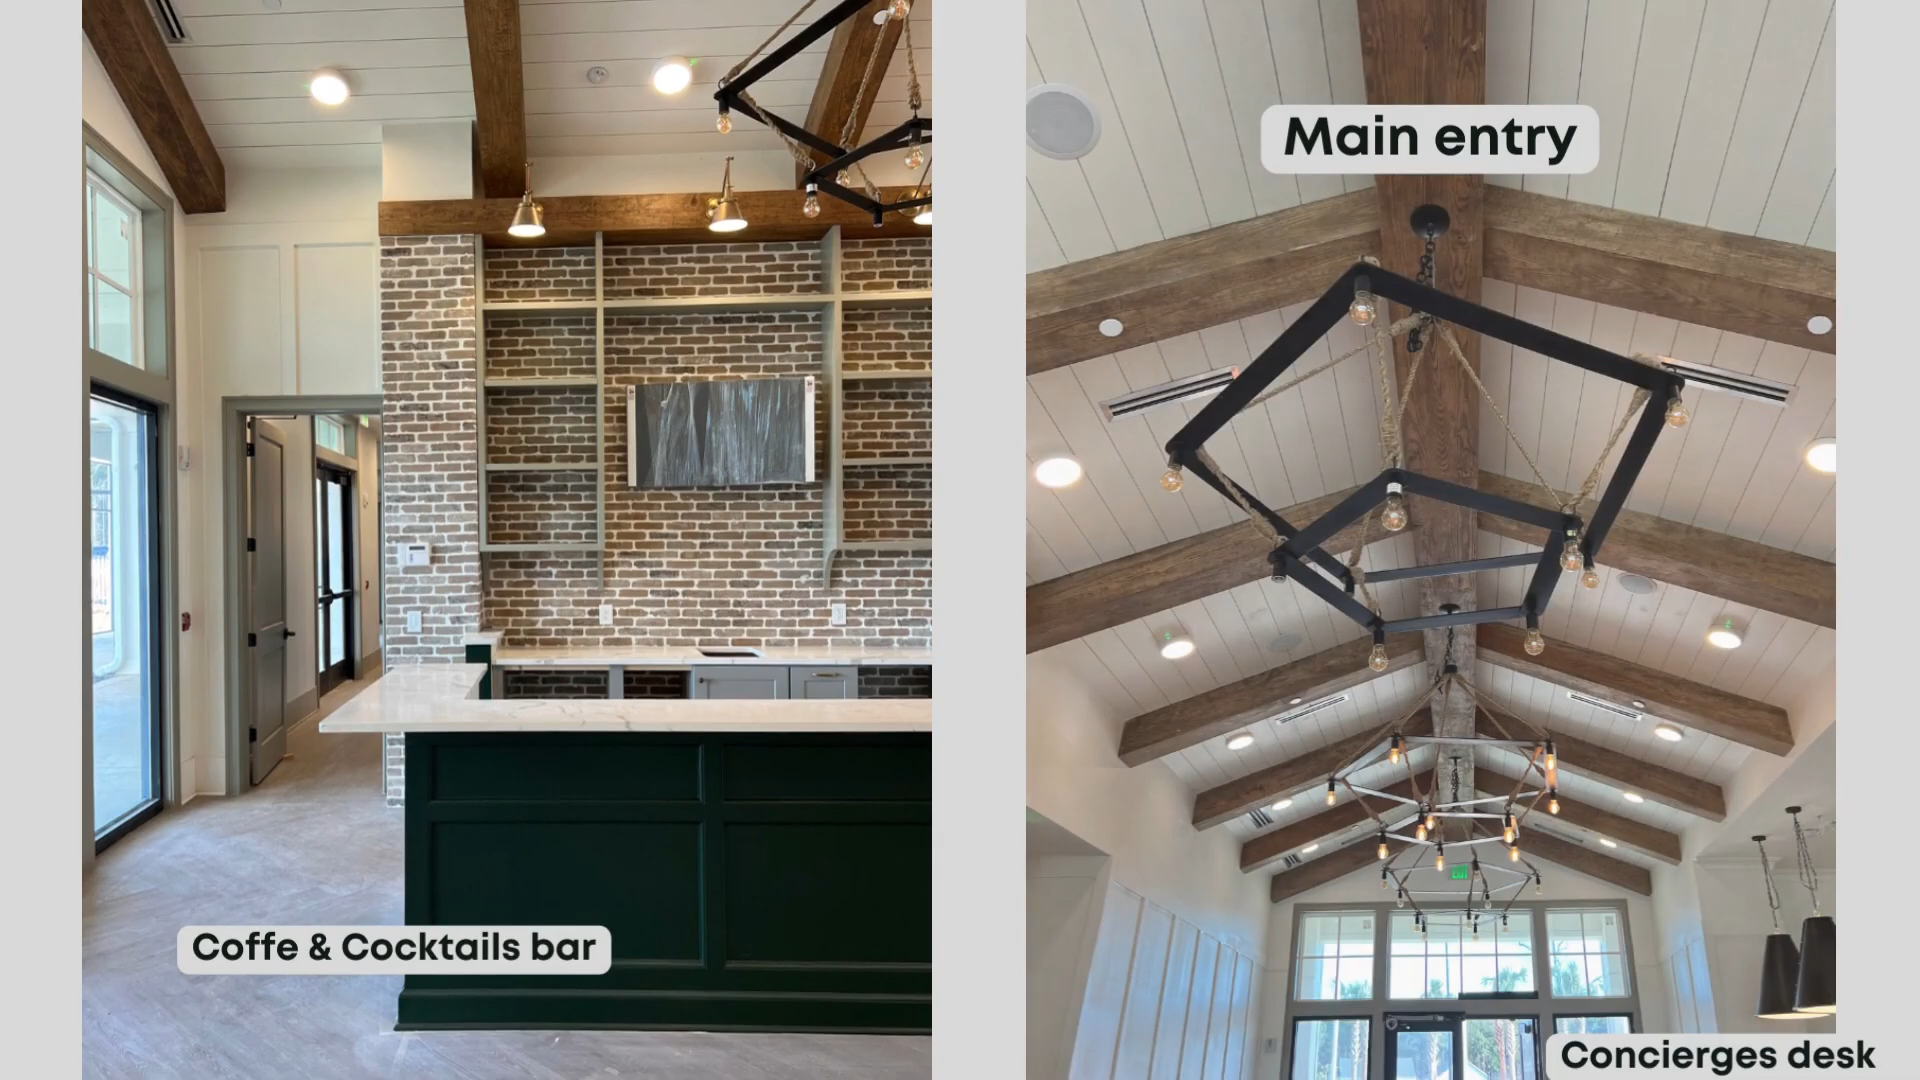 Main entry
Coffe & Cocktails bar
Concierges desk